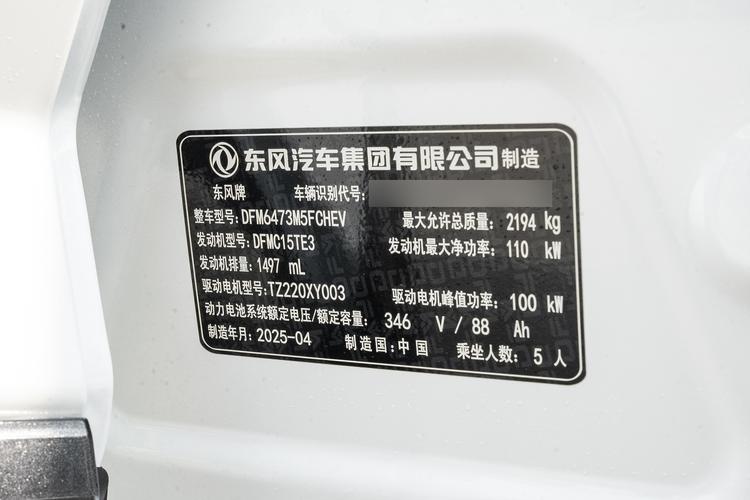 东风汽车集团有限公司制造
东风牌 车辆识别代号:
整车型号: DFM6473M5FCHEV 最大允许总质量: 2194 kg
发动机型号: DFMC15TE3 发动机最大净功率: 110 kW
发动机排量: 1497 mL
驱动电机型号: TZ220XY003 驱动电机峰值功率: 100 kW
动力电池系统额定电压/额定容量: 346 V / 88 Ah
制造年月: 2025-04 制造国: 中国 乘坐人数: 5 人